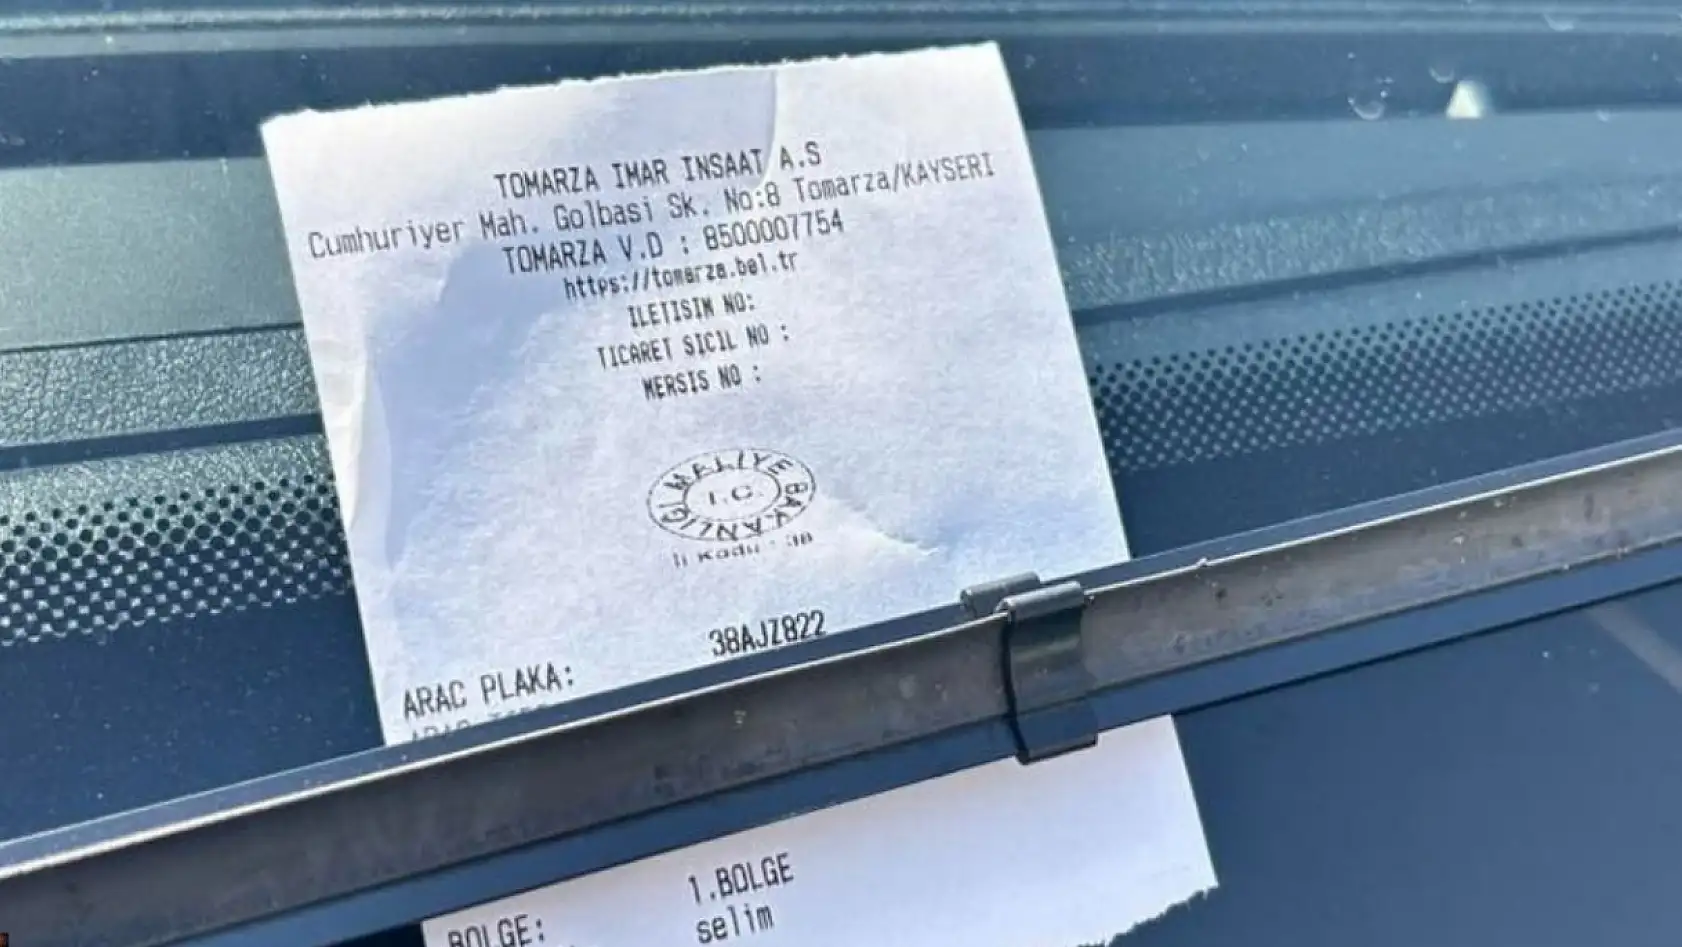 TOMARZA IMAR INSAAT A.S
Cumhuriyer Mah. Golbasi Sk. No:8 Tomarza/KAYSERI
TOMARZA V.D : 8500007754
https://tomarza.bel.tr
ILETISIM NO:
TICARET SICIL NO :
MERSIS NO :
MALIYE BAKANLIGI
T.C.
Il Kodu : 38
ARAC PLAKA: 38AJZ822
BOLGE: 1.BOLGE
selim